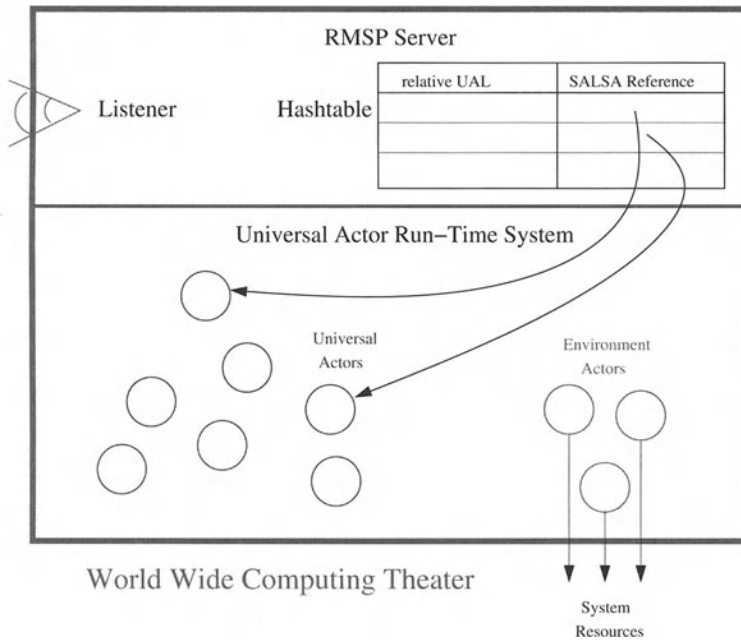 RMSP Server
relative UAL
SALSA Reference
Listener
Hashtable
Universal Actor Run-Time System
Universal
Actors
Environment
Actors
World Wide Computing Theater
System
Resources